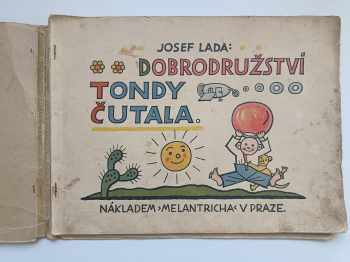 JOSEF LADA:
DOBRODRUŽSTVÍ
TONDY
ČUTALA.
NÁKLADEM ›MELANTRICHA‹ V PRAZE.